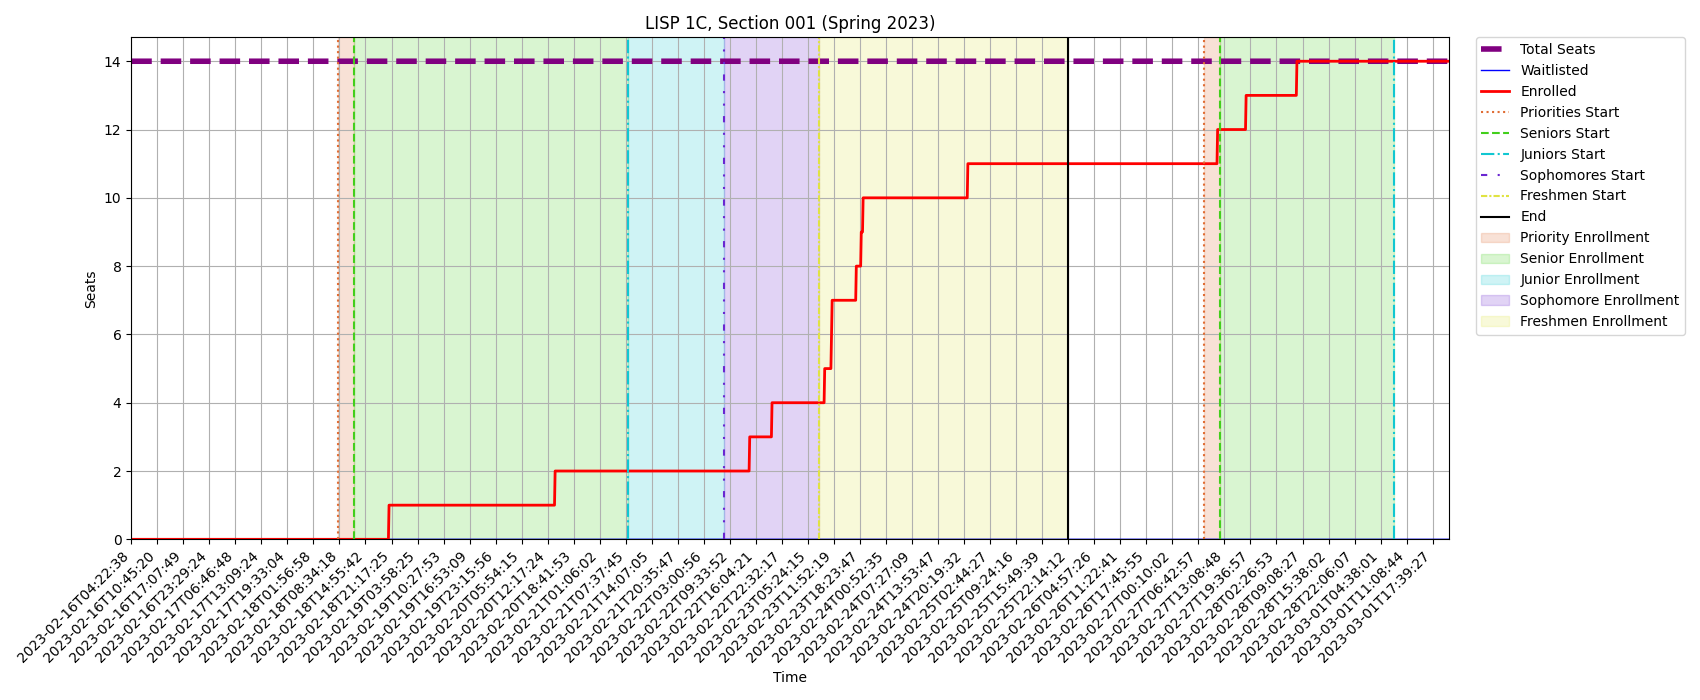 LISP 1C, Section 001 (Spring 2023)
Seats
14
12
10
8
6
4
2
0
2023-02-16T04:22:38
2023-02-16T10:45:20
2023-02-16T17:07:49
2023-02-16T23:29:24
2023-02-17T06:46:48
2023-02-17T13:09:24
2023-02-17T19:33:04
2023-02-18T01:56:58
2023-02-18T08:34:18
2023-02-18T14:55:42
2023-02-18T21:17:25
2023-02-19T03:58:25
2023-02-19T10:27:53
2023-02-19T16:53:09
2023-02-19T23:15:56
2023-02-20T05:54:15
2023-02-20T12:17:24
2023-02-20T18:41:53
2023-02-21T01:06:02
2023-02-21T07:37:45
2023-02-21T14:07:05
2023-02-21T20:35:47
2023-02-22T03:00:56
2023-02-22T09:33:52
2023-02-22T16:04:21
2023-02-22T22:32:17
2023-02-23T05:24:15
2023-02-23T11:52:19
2023-02-23T18:23:47
2023-02-24T00:52:35
2023-02-24T07:27:09
2023-02-24T13:53:47
2023-02-24T20:19:32
2023-02-25T02:44:27
2023-02-25T09:24:16
2023-02-25T15:49:39
2023-02-25T22:14:12
2023-02-26T04:57:26
2023-02-26T11:22:41
2023-02-26T17:45:55
2023-02-27T00:10:02
2023-02-27T06:42:57
2023-02-27T13:08:48
2023-02-27T19:36:57
2023-02-28T02:26:53
2023-02-28T09:08:27
2023-02-28T15:38:02
2023-02-28T22:06:07
2023-03-01T04:38:01
2023-03-01T11:08:44
2023-03-01T17:39:27
Time
Total Seats
Waitlisted
Enrolled
Priorities Start
Seniors Start
Juniors Start
Sophomores Start
Freshmen Start
End
Priority Enrollment
Senior Enrollment
Junior Enrollment
Sophomore Enrollment
Freshmen Enrollment